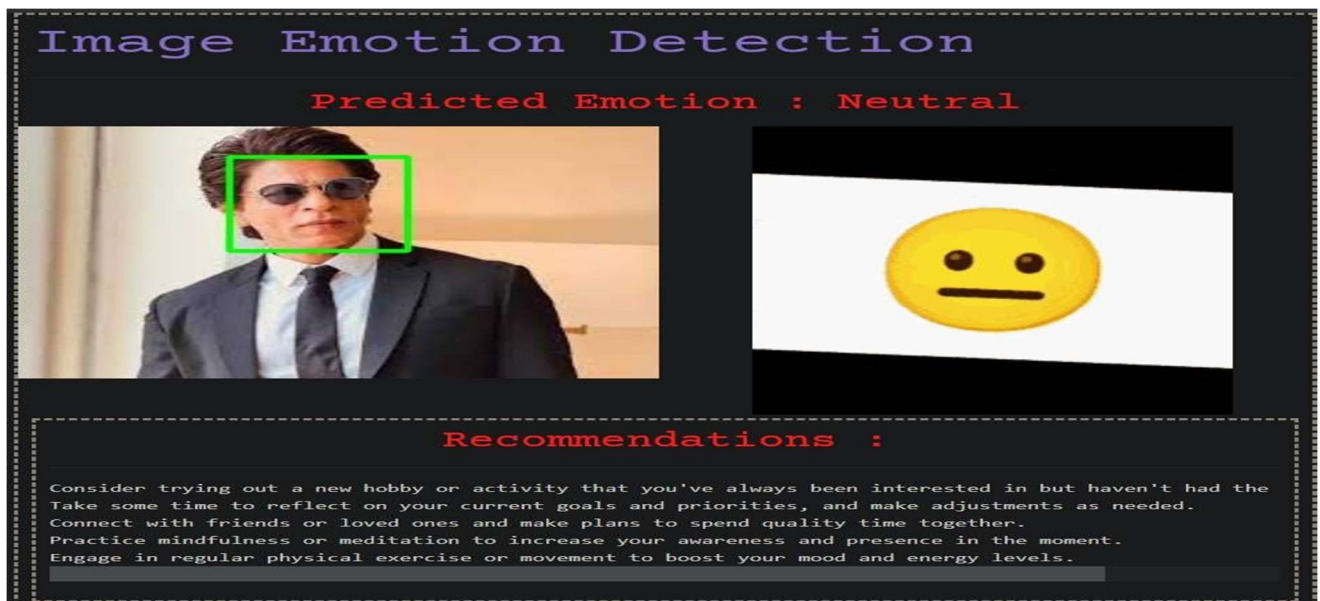 Image Emotion Detection
Predicted Emotion : Neutral
Recommendations :
Consider trying out a new hobby or activity that you've always been interested in but haven't had the
Take some time to reflect on your current goals and priorities, and make adjustments as needed.
Connect with friends or loved ones and make plans to spend quality time together.
Practice mindfulness or meditation to increase your awareness and presence in the moment.
Engage in regular physical exercise or movement to boost your mood and energy levels.